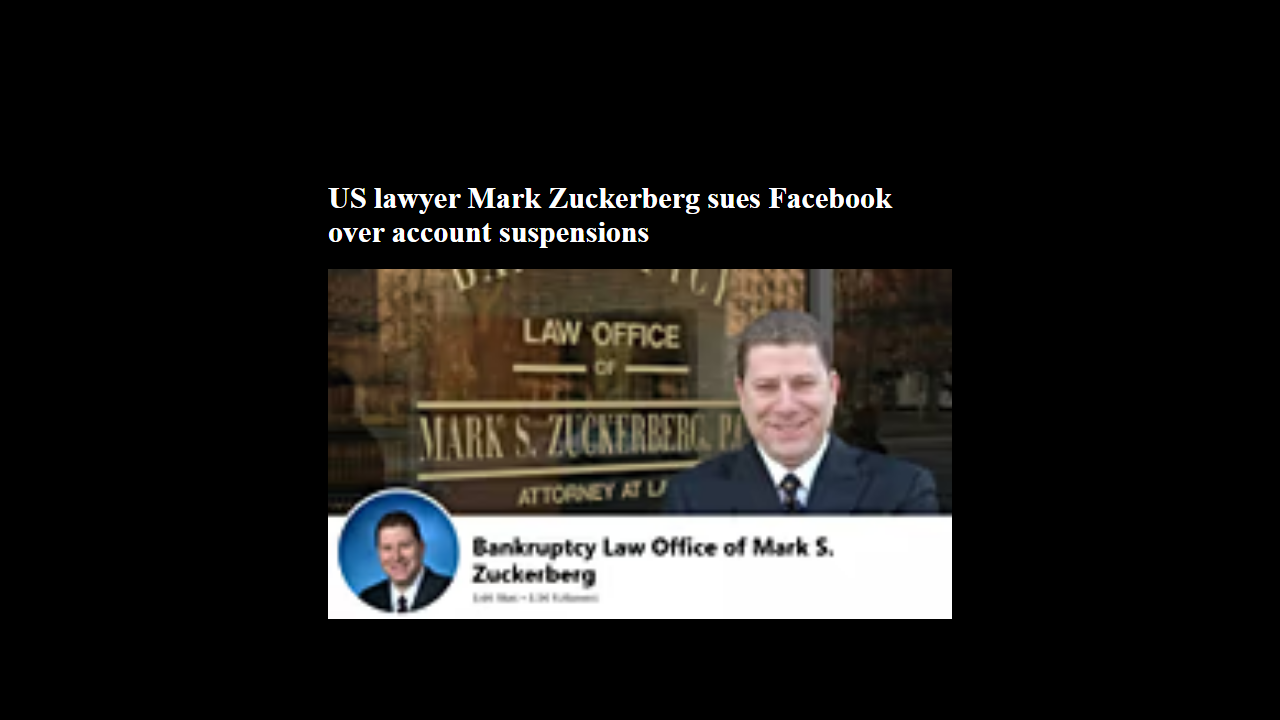 US lawyer Mark Zuckerberg sues Facebook
over account suspensions
LAW OFFICE
OF
MARK S. ZUCKERBERG, P.
ATTORNEY AT LA
Bankruptcy Law Office of Mark S.
Zuckerberg